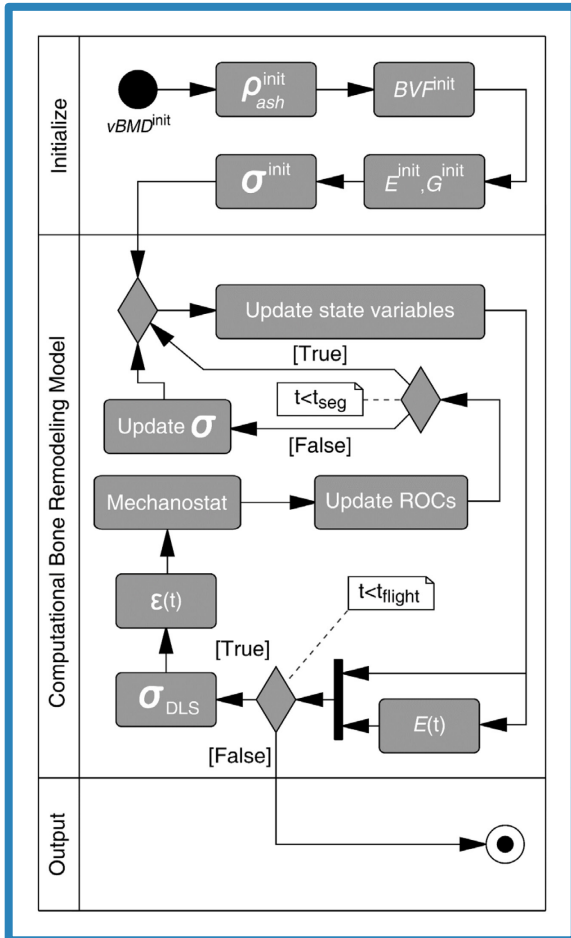 Initialize
vBMD^init
ρ_ash^init
BVF^init
σ^init
E^init, G^init
Computational Bone Remodeling Model
Update state variables
[True]
t<t_seg
Update σ
[False]
Mechanostat
Update ROCs
ε(t)
t<t_flight
[True]
σ_DLS
E(t)
[False]
Output